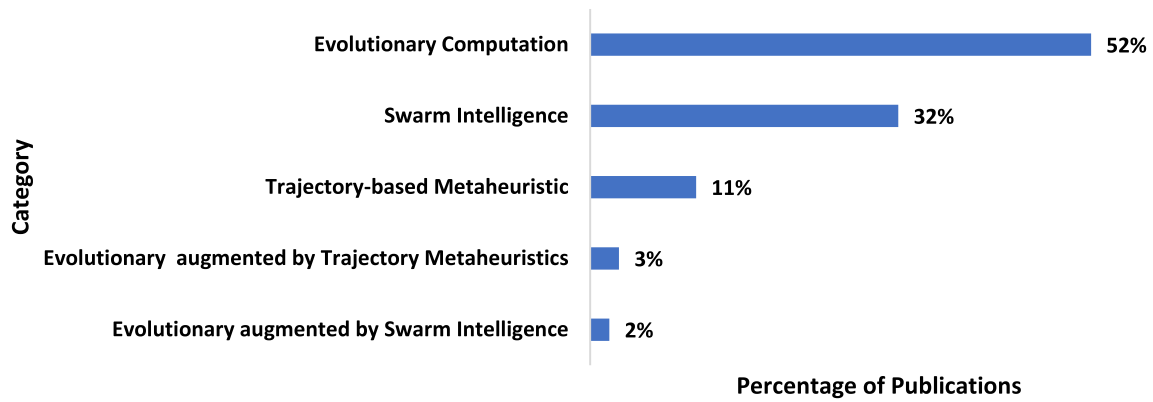 Evolutionary Computation 52%
Swarm Intelligence 32%
Trajectory-based Metaheuristic 11%
Evolutionary  augmented by Trajectory Metaheuristics 3%
Evolutionary augmented by Swarm Intelligence 2%
Category
Percentage of Publications